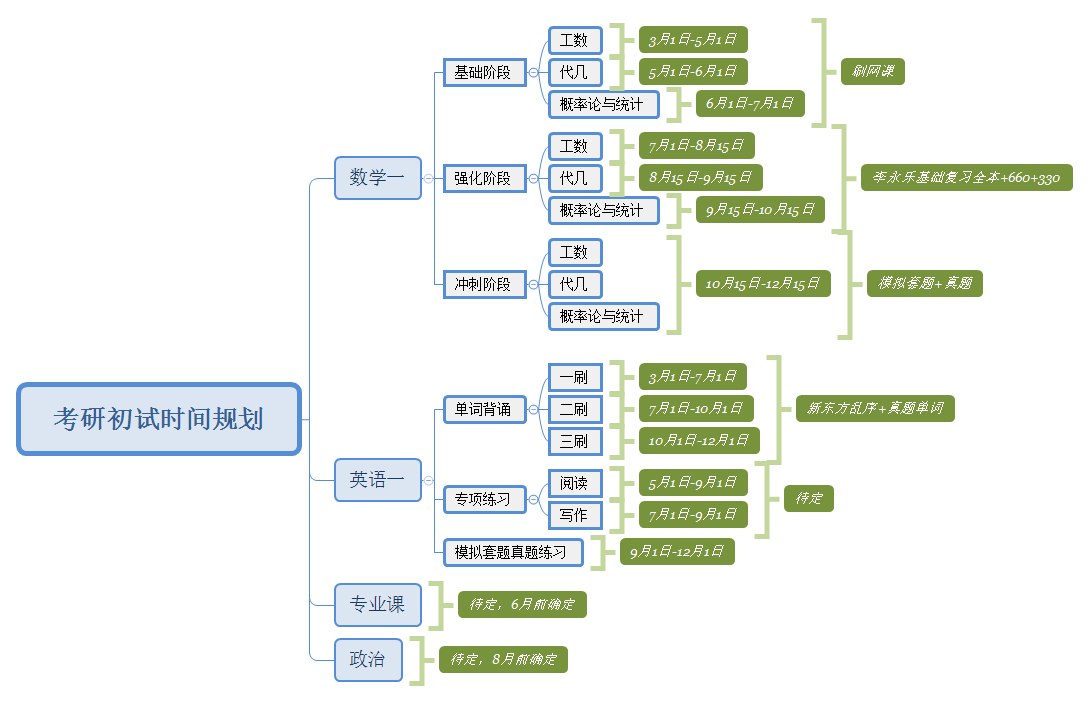 考研初试时间规划
数学一
基础阶段
工数
3月1日-5月1日
代几
5月1日-6月1日
概率论与统计
6月1日-7月1日
刷网课
强化阶段
工数
7月1日-8月15日
代几
8月15日-9月15日
概率论与统计
9月15日-10月15日
李永乐基础复习全本+660+330
冲刺阶段
工数
代几
概率论与统计
10月15日-12月15日
模拟套题+真题
英语一
单词背诵
一刷
3月1日-7月1日
二刷
7月1日-10月1日
三刷
10月1日-12月1日
新东方乱序+真题单词
专项练习
阅读
5月1日-9月1日
写作
7月1日-9月1日
待定
模拟套题真题练习
9月1日-12月1日
专业课
待定，6月前确定
政治
待定，8月前确定